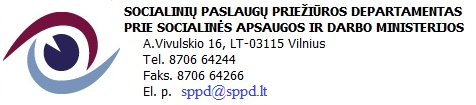 SOCIALINIŲ PASLAUGŲ PRIEŽIŪROS DEPARTAMENTAS
PRIE SOCIALINĖS APSAUGOS IR DARBO MINISTERIJOS
A.Vivulskio 16, LT-03115 Vilnius
Tel. 8706 64244
Faks. 8706 64266
El. p. sppd@sppd.lt